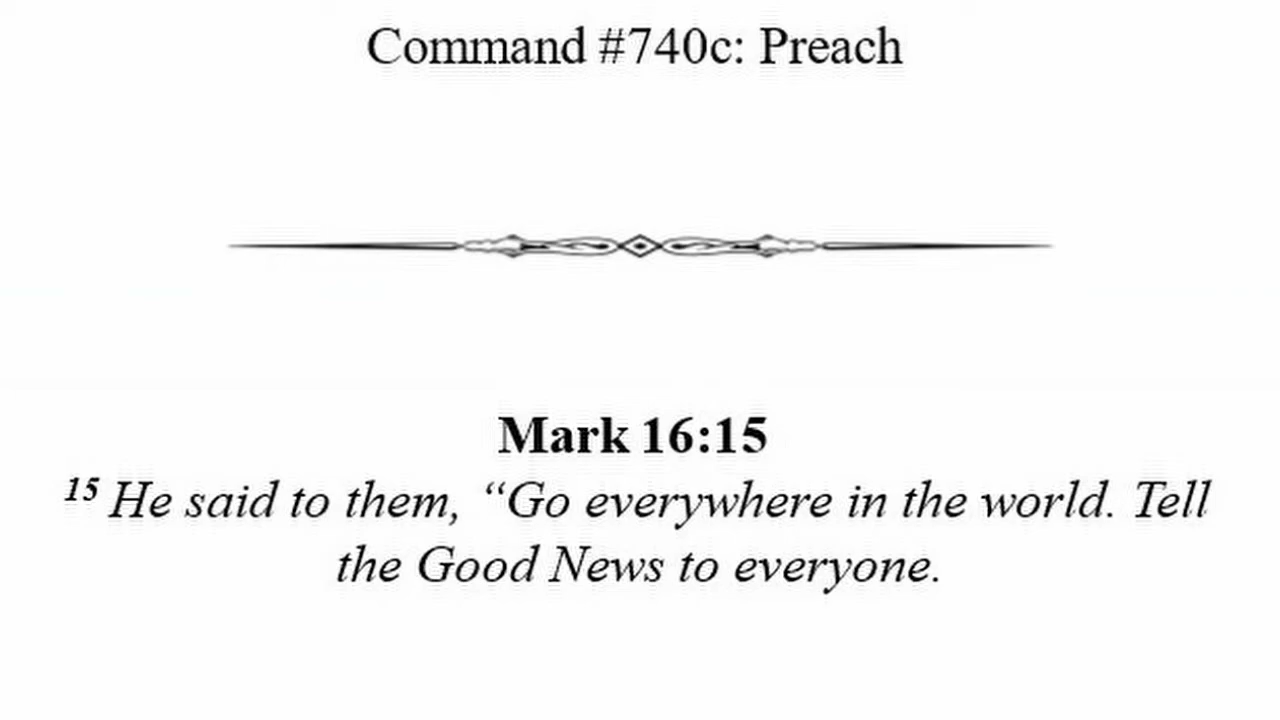 Command #740c: Preach
Mark 16:15
15 He said to them, “Go everywhere in the world. Tell
the Good News to everyone.